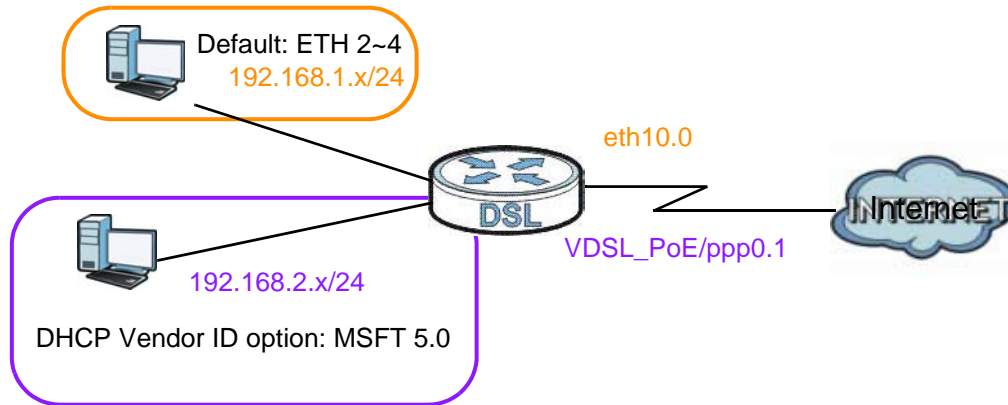 Default: ETH 2~4
192.168.1.x/24
eth10.0
DSL
INTERNET
Internet
VDSL_PoE/ppp0.1
192.168.2.x/24
DHCP Vendor ID option: MSFT 5.0